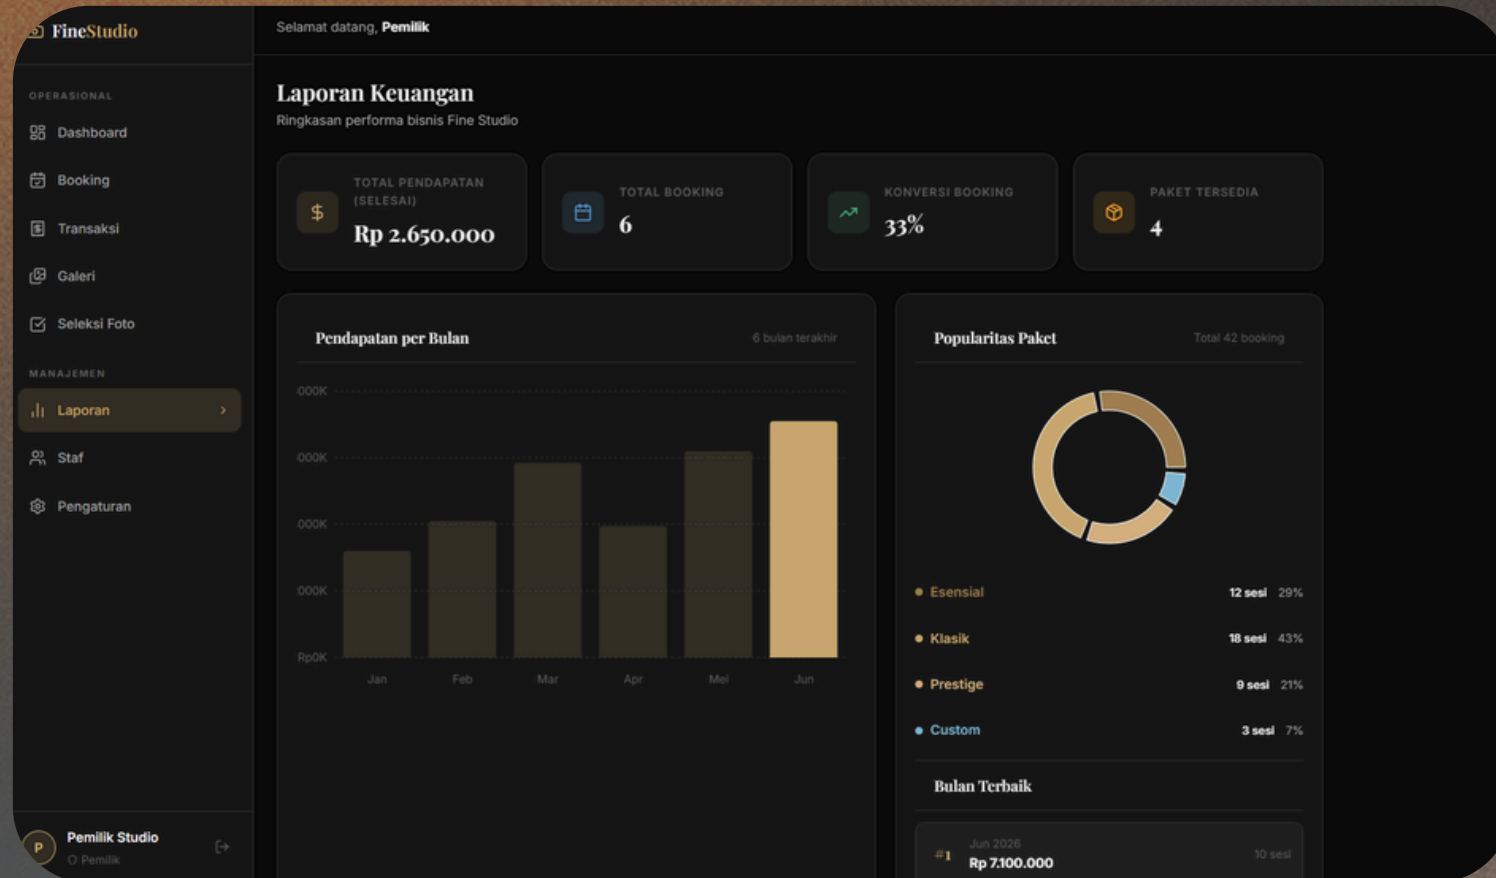 FineStudio
Selamat datang, Pemilik
OPERASIONAL
Dashboard
Booking
Transaksi
Galeri
Seleksi Foto
MANAJEMEN
Laporan
Staf
Pengaturan
Pemilik Studio
Pemilik
P
Laporan Keuangan
Ringkasan performa bisnis Fine Studio
TOTAL PENDAPATAN
(SELESAI)
Rp 2.650.000
TOTAL BOOKING
6
KONVERSI BOOKING
33%
PAKET TERSEDIA
4
Pendapatan per Bulan
6 bulan terakhir
000K
000K
000K
000K
Rp0K
Jan
Feb
Mar
Apr
Mei
Jun
Popularitas Paket
Total 42 booking
Esensial 12 sesi 29%
Klasik 18 sesi 43%
Prestige 9 sesi 21%
Custom 3 sesi 7%
Bulan Terbaik
#1
Jun 2026
Rp 7.100.000
10 sesi